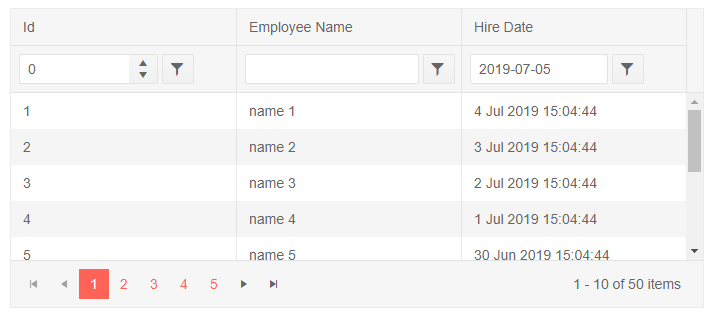 Id Employee Name Hire Date
0 2019-07-05
1 name 1 4 Jul 2019 15:04:44
2 name 2 3 Jul 2019 15:04:44
3 name 3 2 Jul 2019 15:04:44
4 name 4 1 Jul 2019 15:04:44
5 name 5 30 Jun 2019 15:04:44
1 2 3 4 5 1 - 10 of 50 items